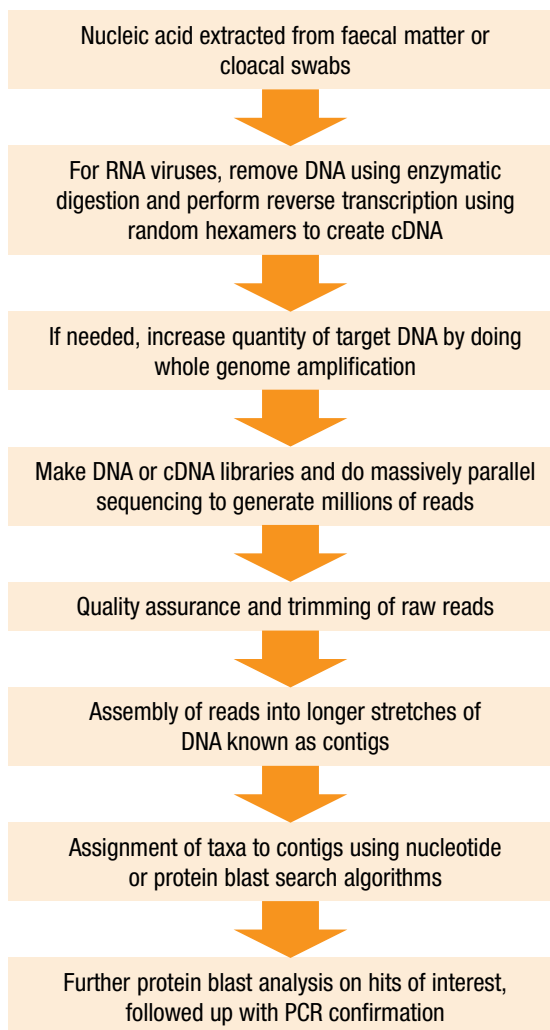 Nucleic acid extracted from faecal matter or
cloacal swabs
For RNA viruses, remove DNA using enzymatic
digestion and perform reverse transcription using
random hexamers to create cDNA
If needed, increase quantity of target DNA by doing
whole genome amplification
Make DNA or cDNA libraries and do massively parallel
sequencing to generate millions of reads
Quality assurance and trimming of raw reads
Assembly of reads into longer stretches of
DNA known as contigs
Assignment of taxa to contigs using nucleotide
or protein blast search algorithms
Further protein blast analysis on hits of interest,
followed up with PCR confirmation